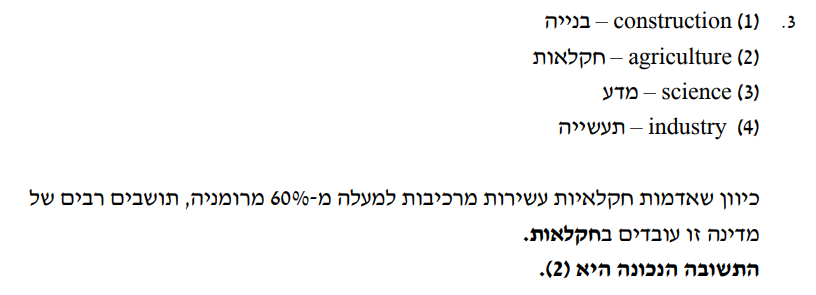 3. (1) construction – בנייה
(2) agriculture – חקלאות
(3) science – מדע
(4) industry – תעשייה
כיוון שאדמות חקלאיות עשירות מרכיבות למעלה מ-60% מרומניה, תושבים רבים של
מדינה זו עובדים בחקלאות.
התשובה הנכונה היא (2).